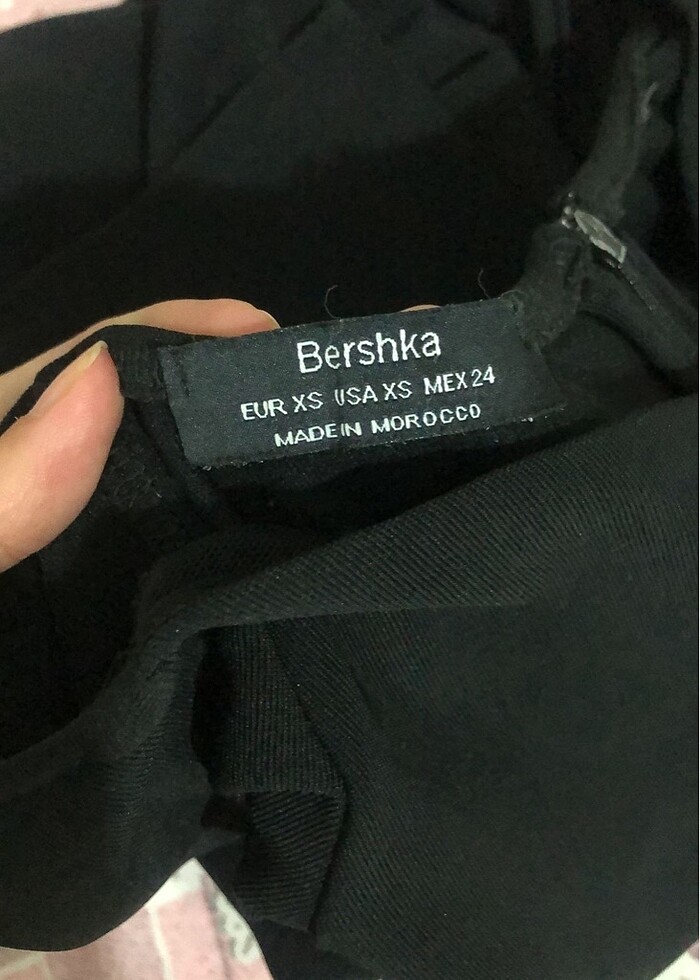 Bershka
EUR XS USA XS MEX 24
MADE IN MOROCCO